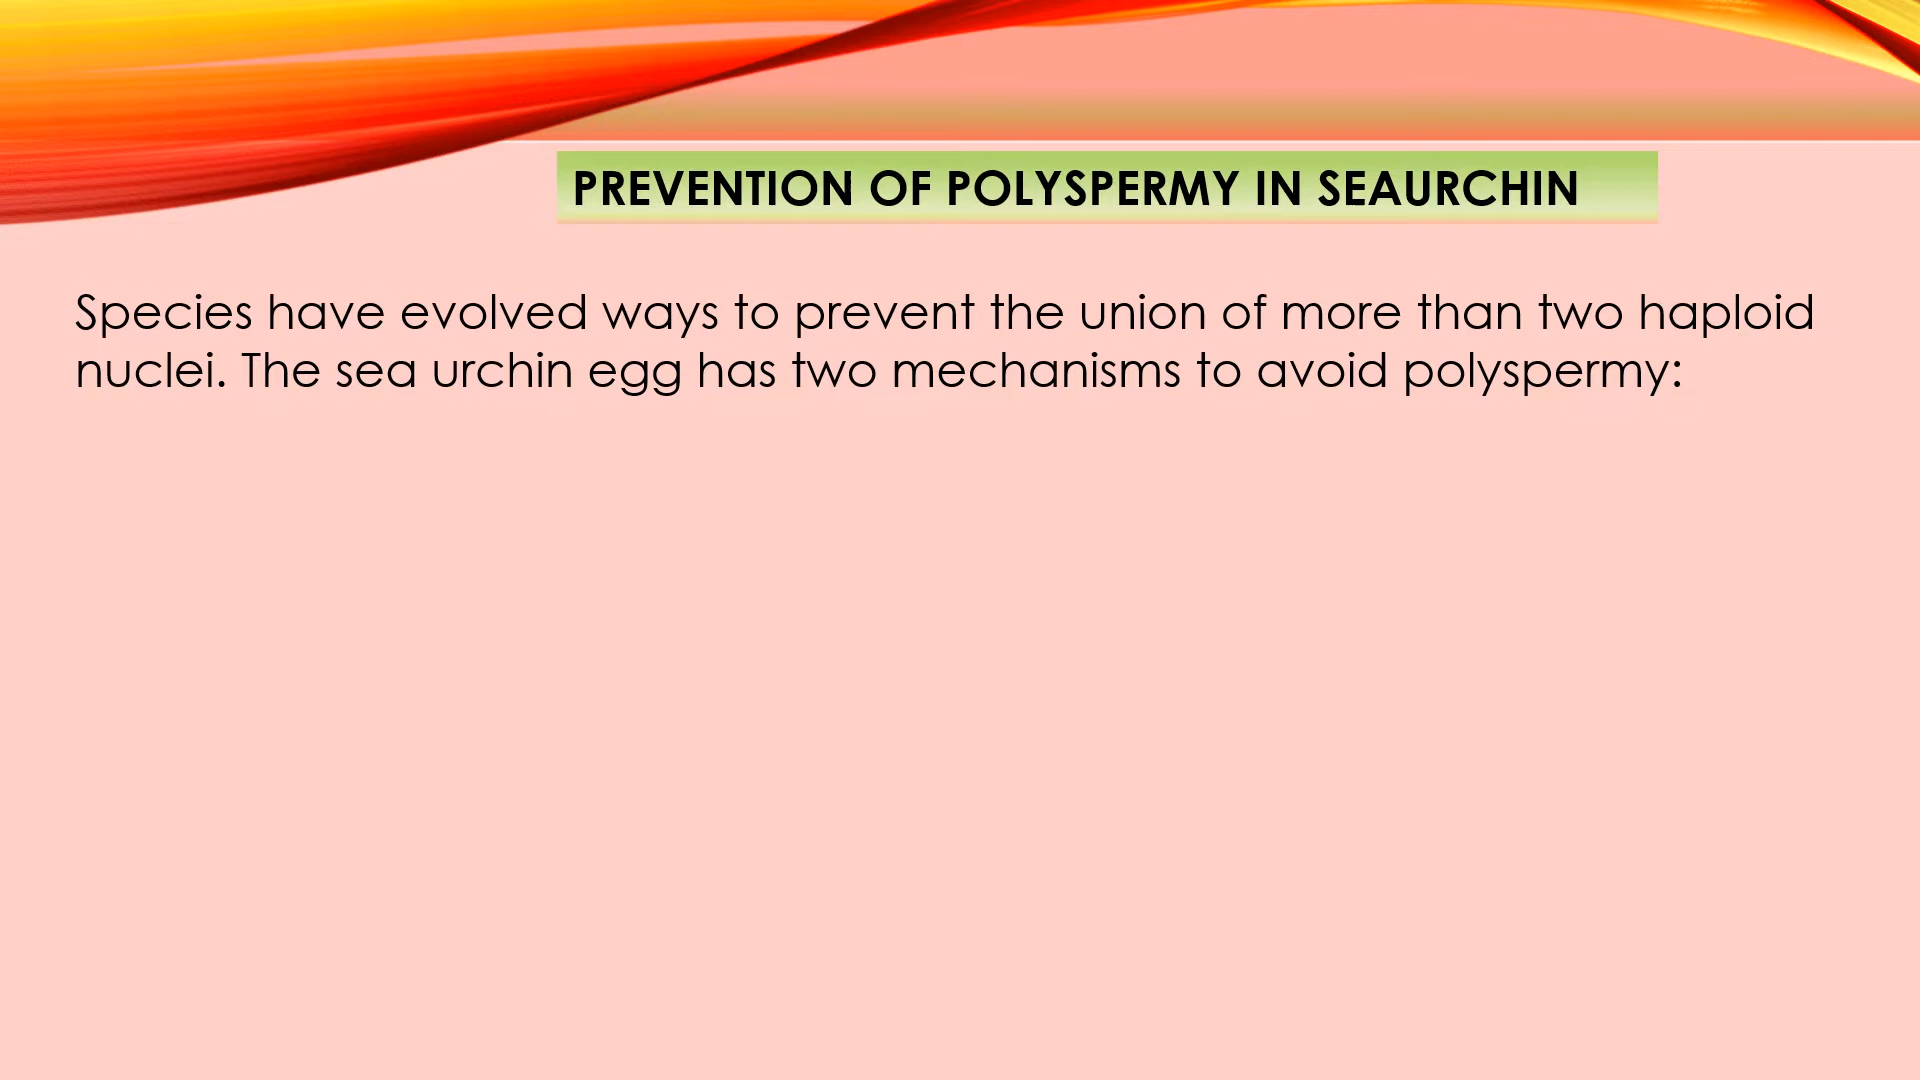 PREVENTION OF POLYSPERMY IN SEAURCHIN
Species have evolved ways to prevent the union of more than two haploid
nuclei. The sea urchin egg has two mechanisms to avoid polyspermy: